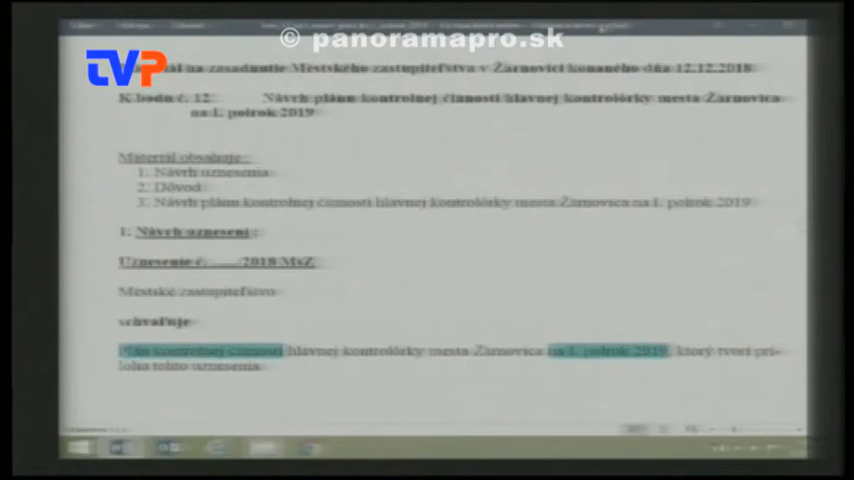 © panoramapro.sk
TVP
Materiál na zasadnutie Mestského zastupiteľstva v Žarnovici konaného dňa 12.12.2018
K bodu č. 12 Návrh plánu kontrolnej činnosti hlavnej kontrolórky mesta Žarnovica
na I. polrok 2019
Materiál obsahuje :
1. Návrh uznesenia
2. Dôvod
3. Návrh plánu kontrolnej činnosti hlavnej kontrolórky mesta Žarnovica na I. polrok 2019
1. Návrh uznesení :
Uznesenie č. ...../2018 MsZ
Mestské zastupiteľstvo
schvaľuje
Plán kontrolnej činnosti hlavnej kontrolórky mesta Žarnovica na I. polrok 2019, ktorý tvorí prí-
lohu tohto uznesenia